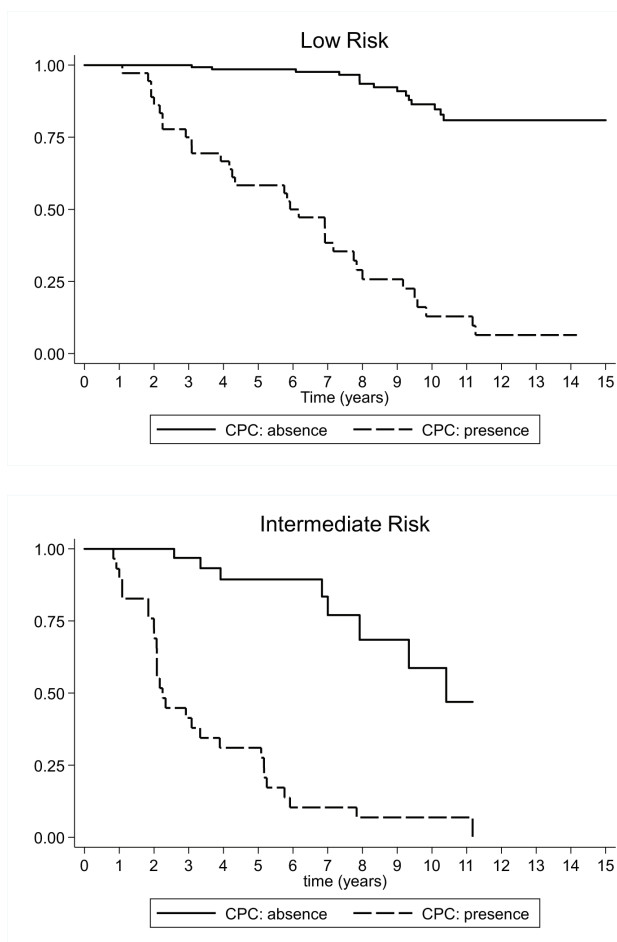 Low Risk
1.00
0.75
0.50
0.25
0.00
0 1 2 3 4 5 6 7 8 9 10 11 12 13 14 15
Time (years)
CPC: absence CPC: presence
Intermediate Risk
1.00
0.75
0.50
0.25
0.00
0 1 2 3 4 5 6 7 8 9 10 11 12 13 14 15
time (years)
CPC: absence CPC: presence